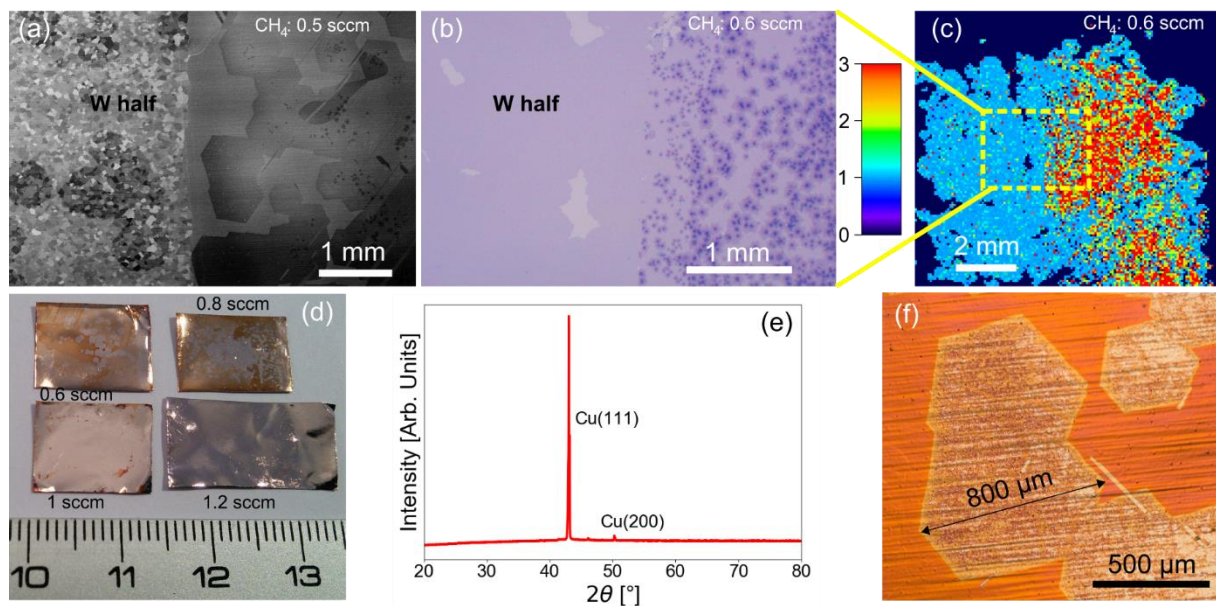 (a)
CH₄: 0.5 sccm
W half
1 mm
(b)
CH₄: 0.6 sccm
W half
1 mm
3
2
1
0
(c)
CH₄: 0.6 sccm
2 mm
(d)
0.8 sccm
0.6 sccm
1 sccm
1.2 sccm
10 11 12 13
(e)
Intensity [Arb. Units]
Cu(111)
Cu(200)
20 30 40 50 60 70 80
2θ [°]
(f)
800 μm
500 μm